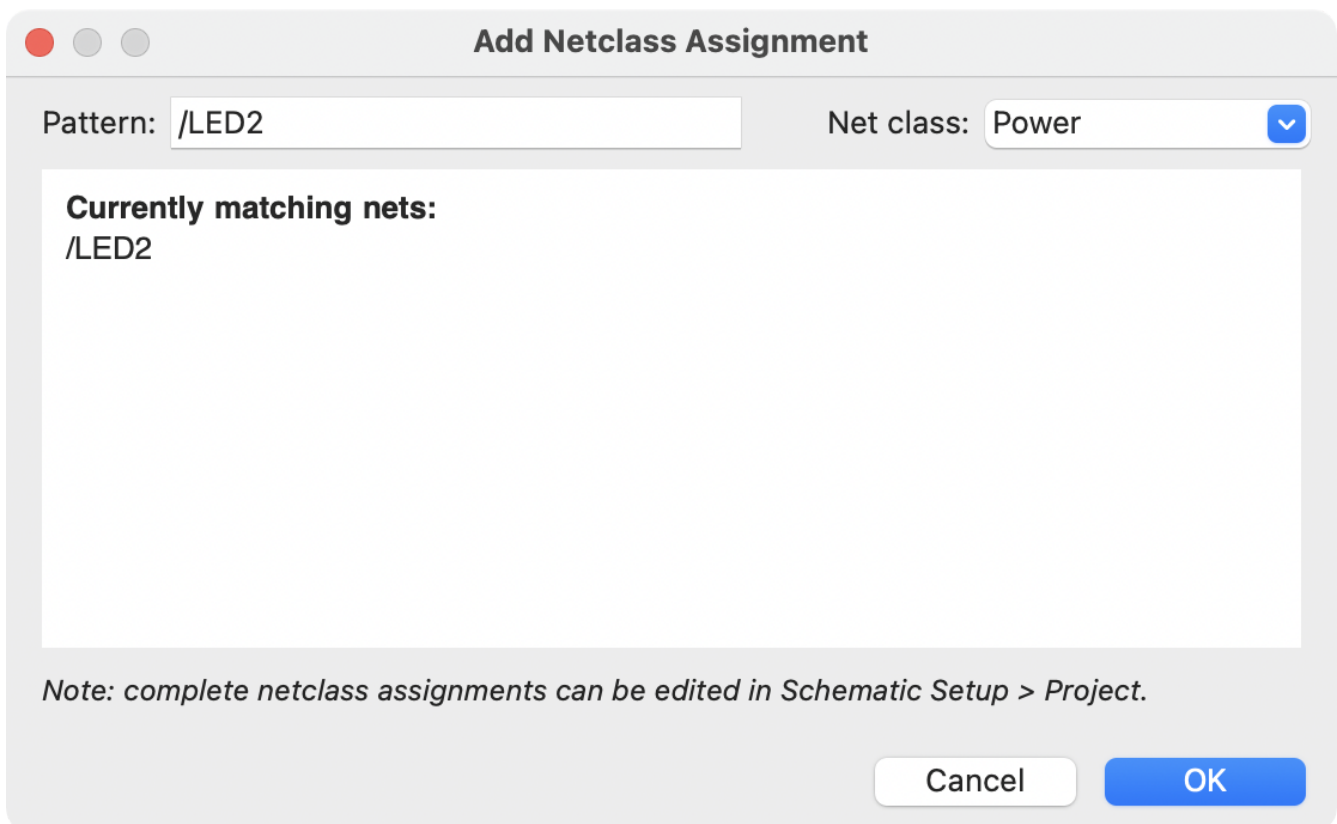 Add Netclass Assignment
Pattern: /LED2 Net class: Power
Currently matching nets:
/LED2
Note: complete netclass assignments can be edited in Schematic Setup > Project.
Cancel OK